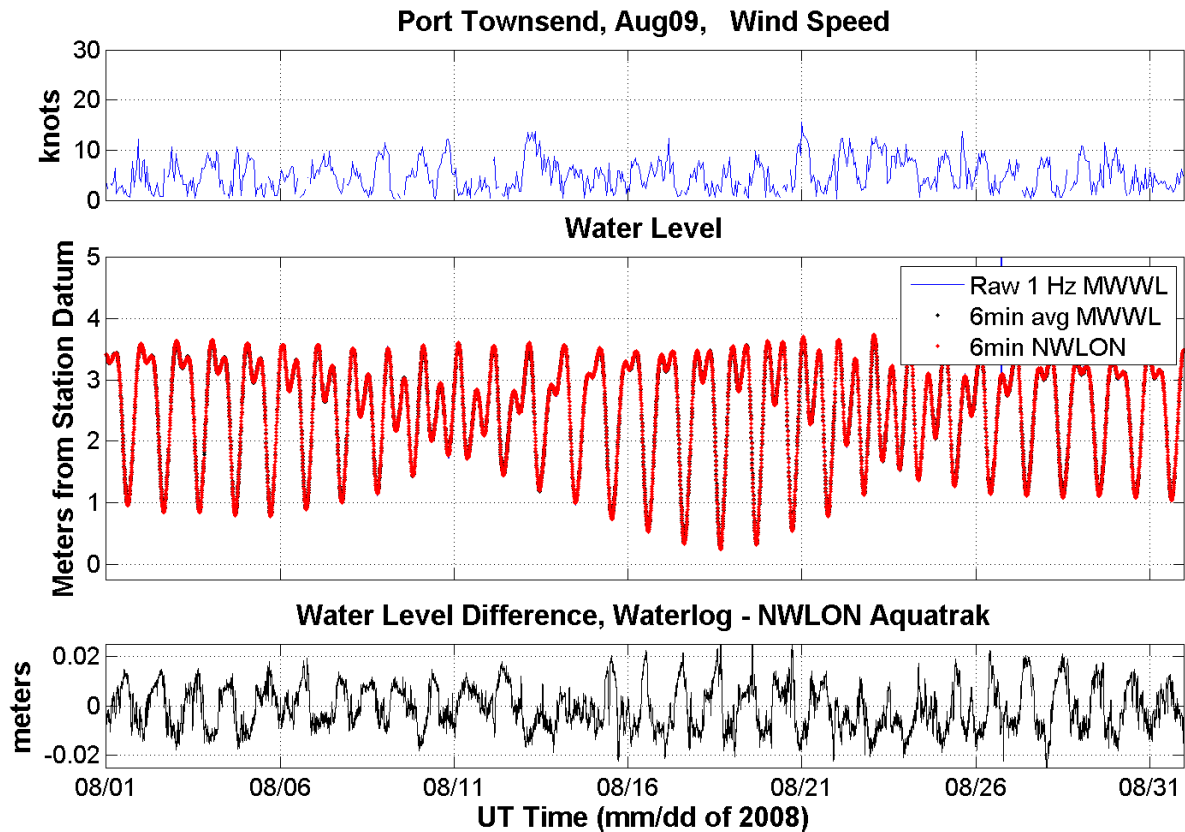 Port Townsend, Aug09, Wind Speed
30
20
10
0
knots
Water Level
5
4
3
2
1
0
Meters from Station Datum
Raw 1 Hz MWWL
6min avg MWWL
6min NWLON
Water Level Difference, Waterlog - NWLON Aquatrak
0.02
0
-0.02
meters
08/01 08/06 08/11 08/16 08/21 08/26 08/31
UT Time (mm/dd of 2008)